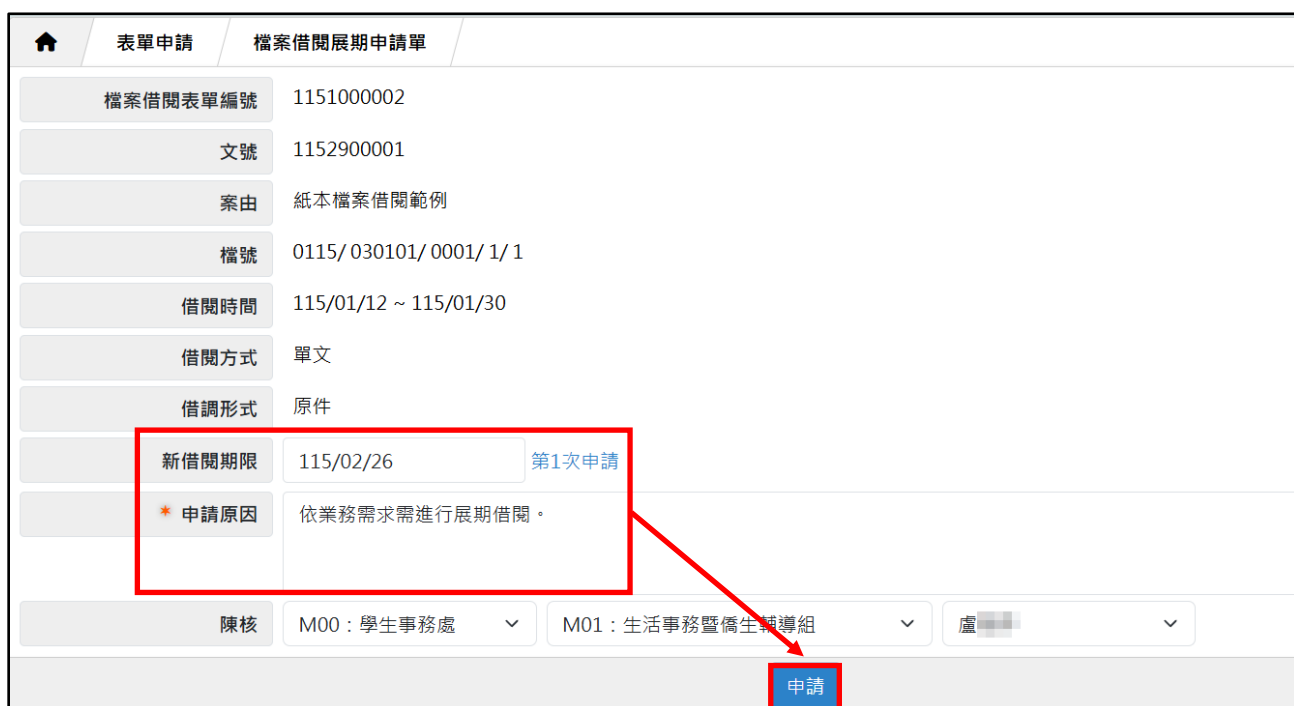 表單申請 檔案借閱展期申請單
檔案借閱表單編號 1151000002
文號 1152900001
案由 紙本檔案借閱範例
檔號 0115/ 030101/ 0001/ 1/ 1
借閱時間 115/01/12 ~ 115/01/30
借閱方式 單文
借調形式 原件
新借閱期限 115/02/26 第1次申請
* 申請原因 依業務需求需進行展期借閱。
陳核 M00：學生事務處 M01：生活事務暨僑生輔導組 盧
申請